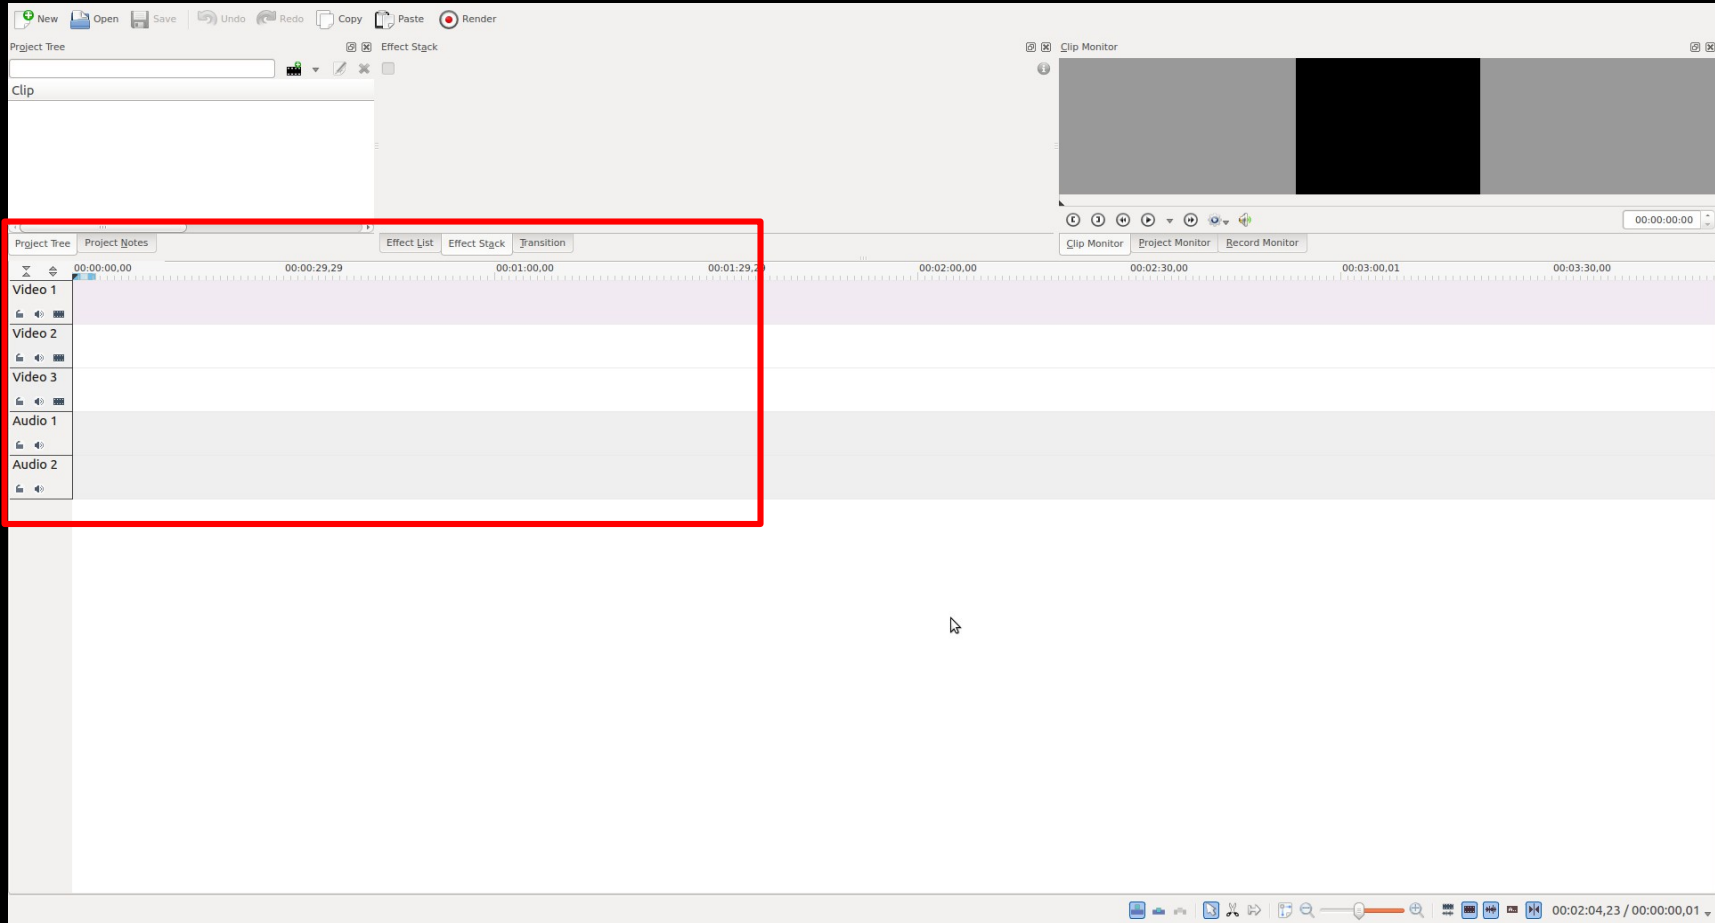 New Open Save Undo Redo Copy Paste Render
Project Tree Effect Stack Clip Monitor
Clip
00:00:00:00
Project Tree Project Notes Effect List Effect Stack Transition Clip Monitor Project Monitor Record Monitor
00:00:00,00 00:00:29,29 00:01:00,00 00:01:29,29 00:02:00,00 00:02:30,00 00:03:00,01 00:03:30,00
Video 1
Video 2
Video 3
Audio 1
Audio 2
00:02:04,23 / 00:00:00,01